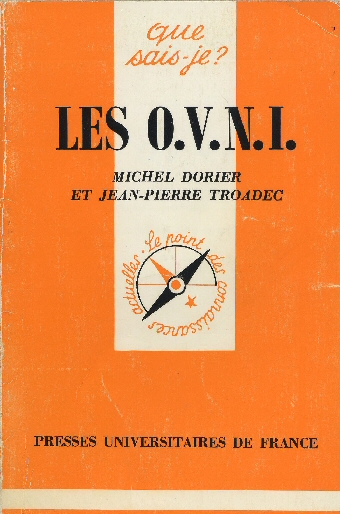 que
sais-je?
LES O.V.N.I.
MICHEL DORIER
ET JEAN-PIERRE TROADEC
Le point des connaissances actuelles
PRESSES UNIVERSITAIRES DE FRANCE